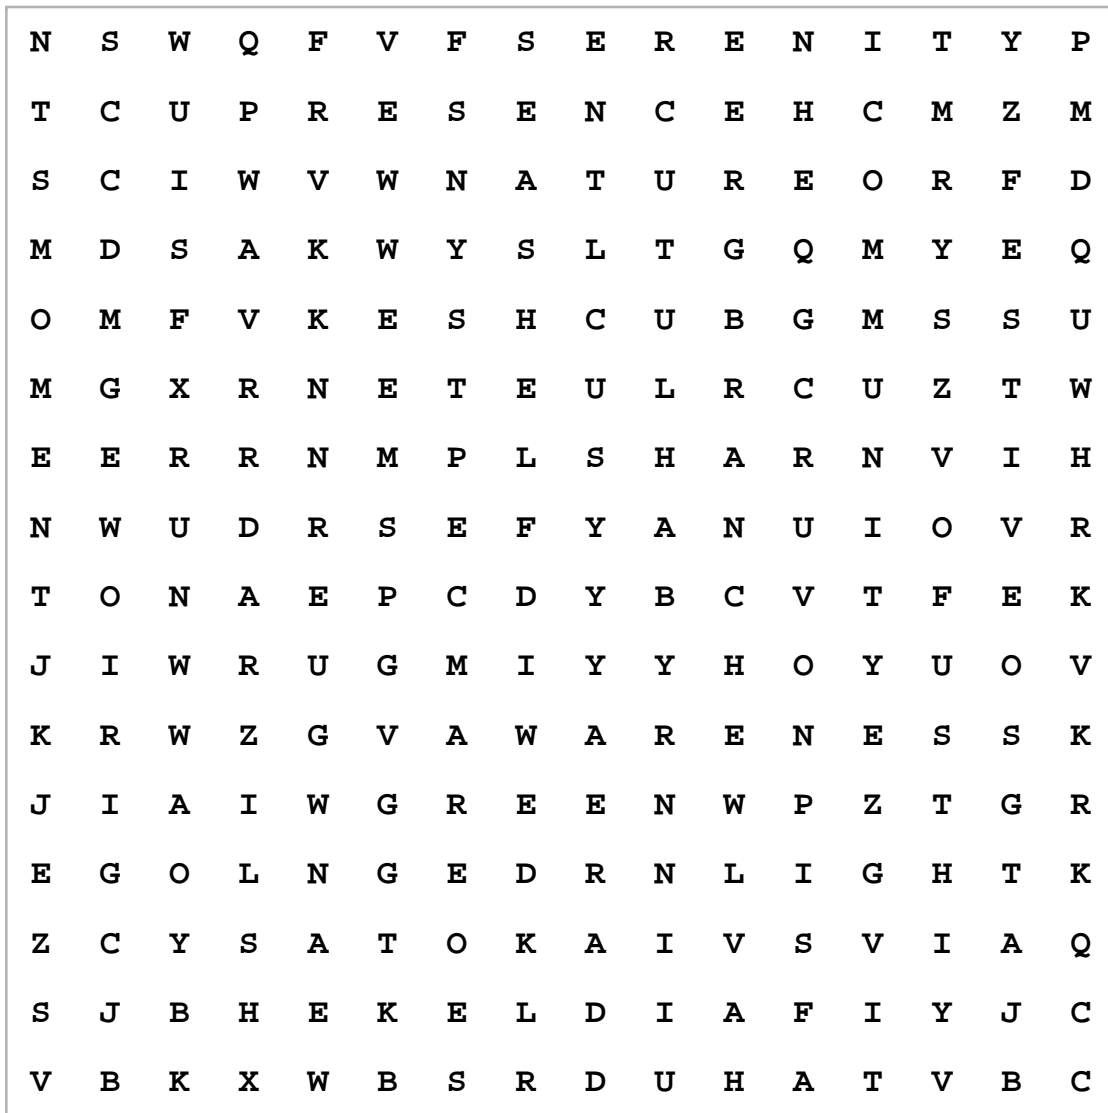 N S W Q F V F S E R E N I T Y P
T C U P R E S E N C E H C M Z M
S C I W V W N A T U R E O R F D
M D S A K W Y S L T G Q M Y E Q
O M F V K E S H C U B G M S S U
M G X R N E T E U L R C U Z T W
E E R R N M P L S H A R N V I H
N W U D R S E F Y A N U I O V R
T O N A E P C D Y B C V T F E K
J I W R U G M I Y Y H O Y U O V
K R W Z G V A W A R E N E S S K
J I A I W G R E E N W P Z T G R
E G O L N G E D R N L I G H T K
Z C Y S A T O K A I V S V I A Q
S J B H E K E L D I A F I Y J C
V B K X W B S R D U H A T V B C